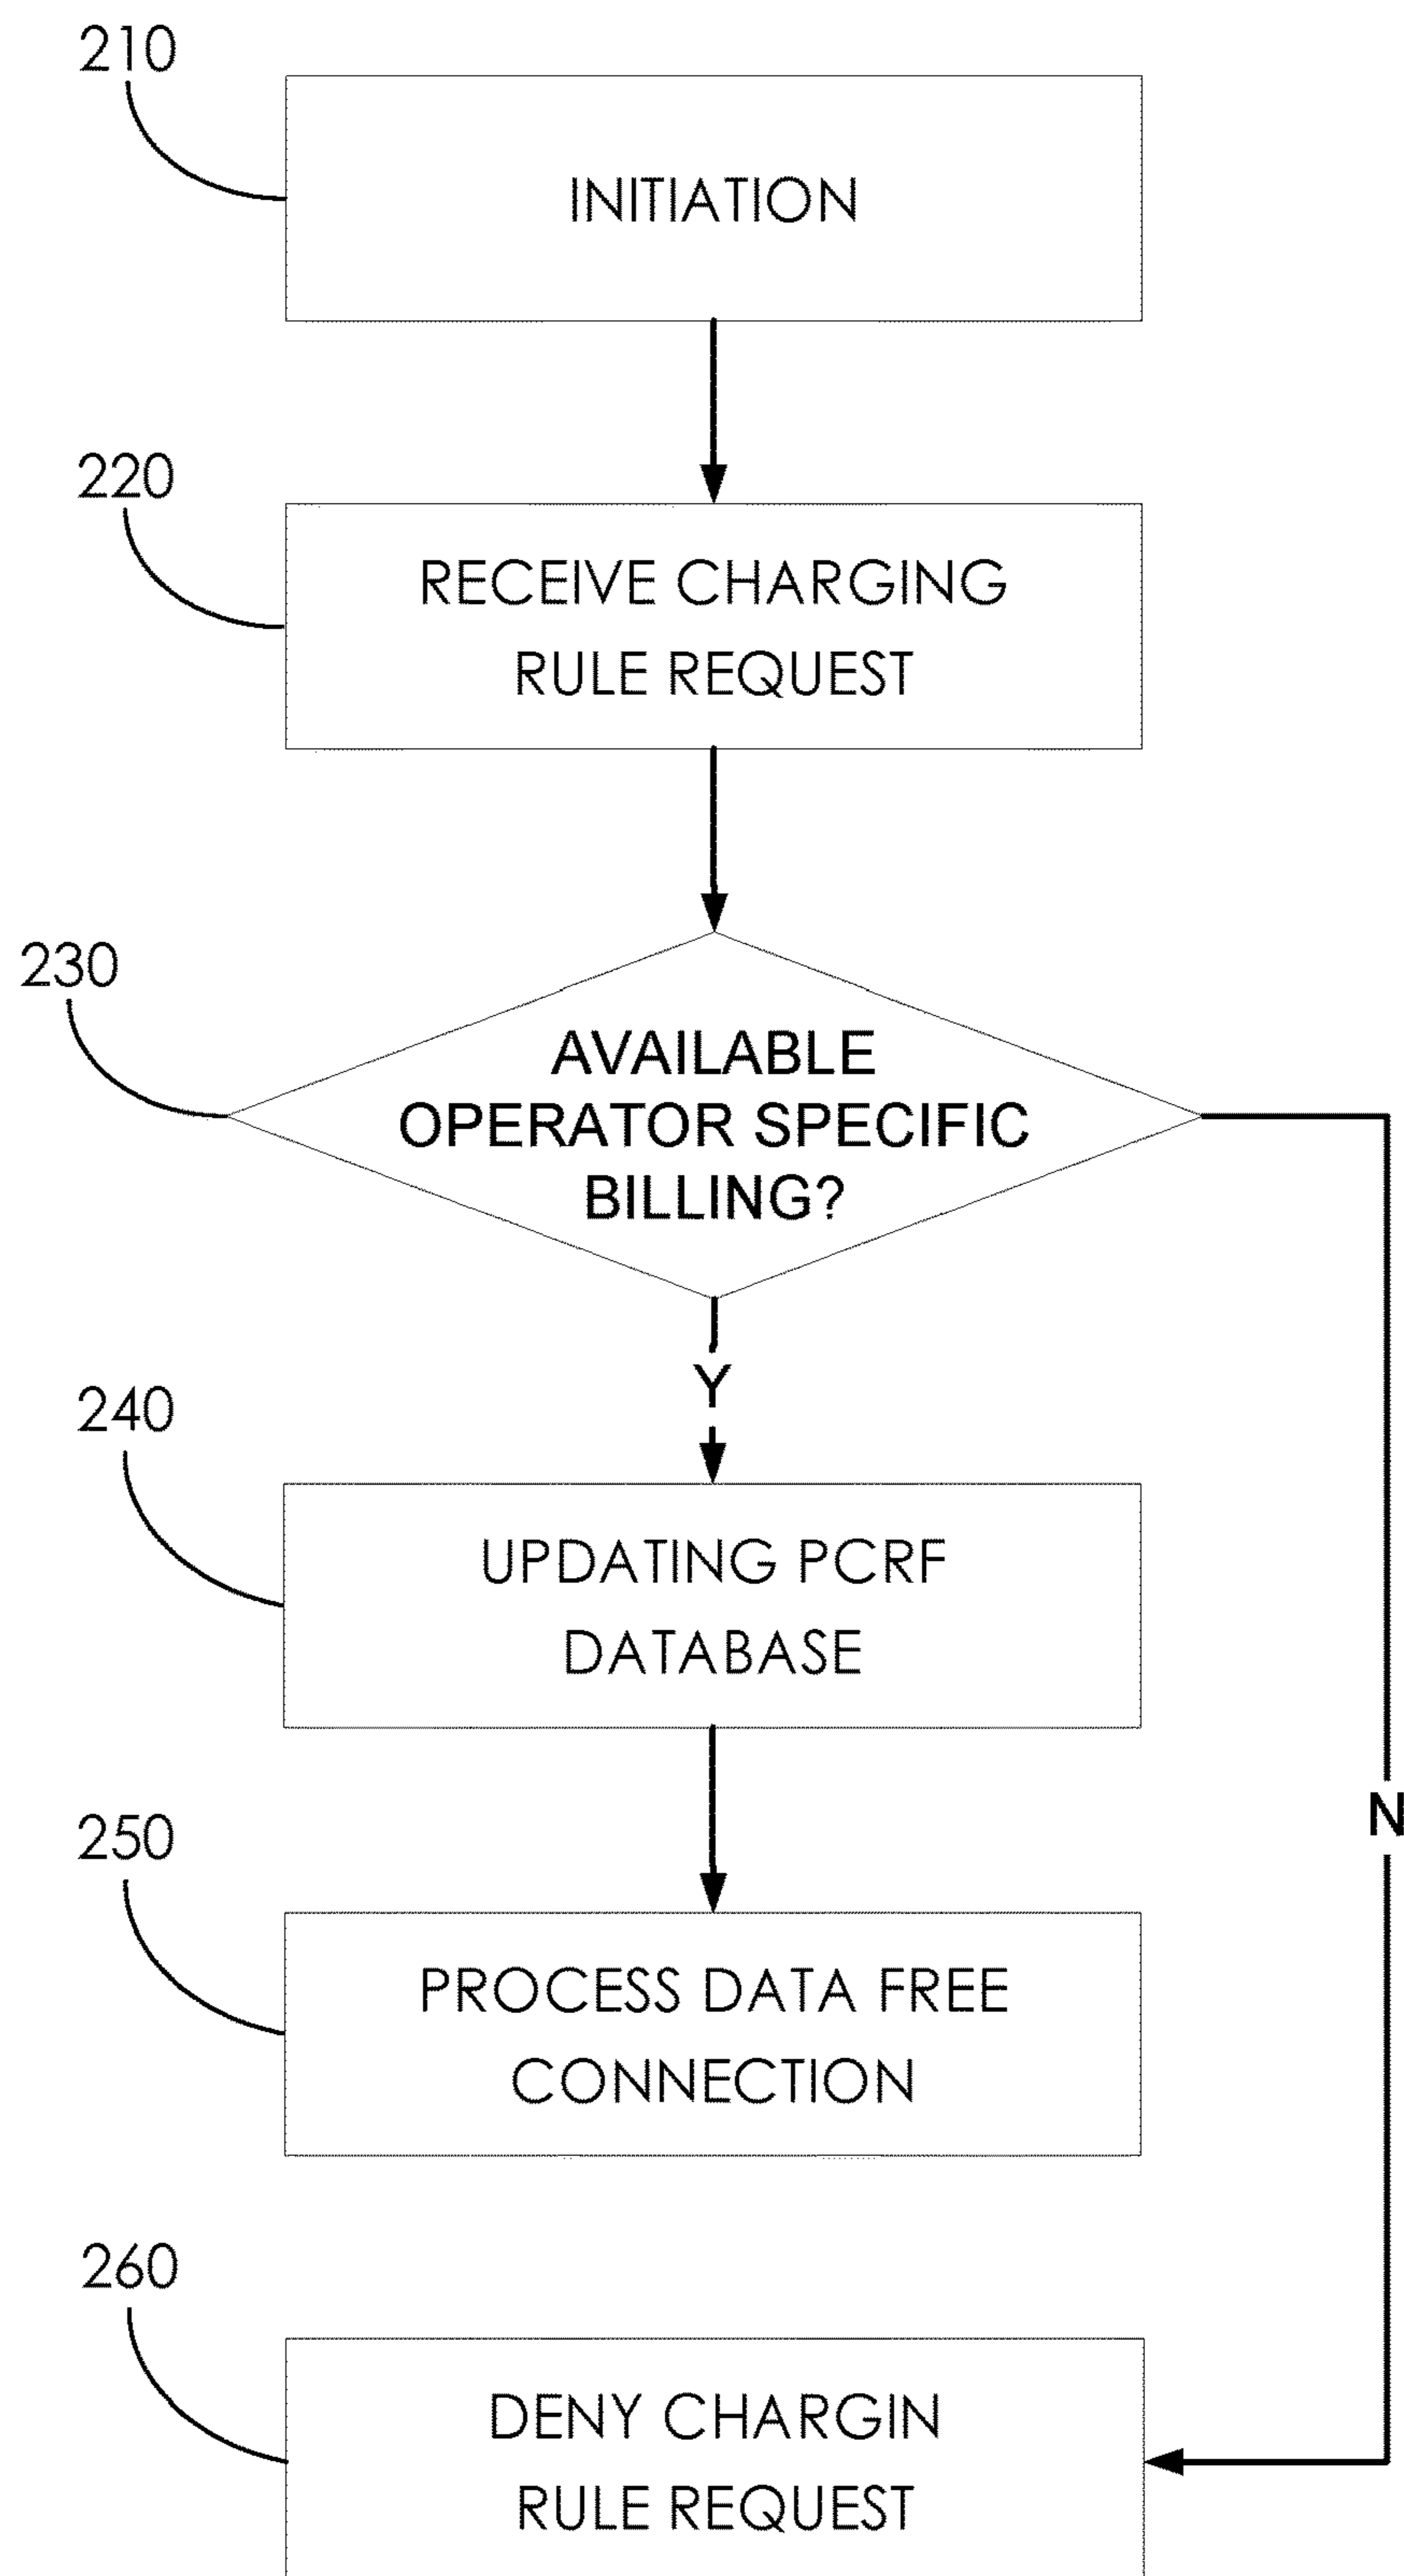 210
INITIATION
220
RECEIVE CHARGING
RULE REQUEST
230
AVAILABLE
OPERATOR SPECIFIC
BILLING?
Y
240
UPDATING PCRF
DATABASE
250
N
PROCESS DATA FREE
CONNECTION
260
DENY CHARGIN
RULE REQUEST